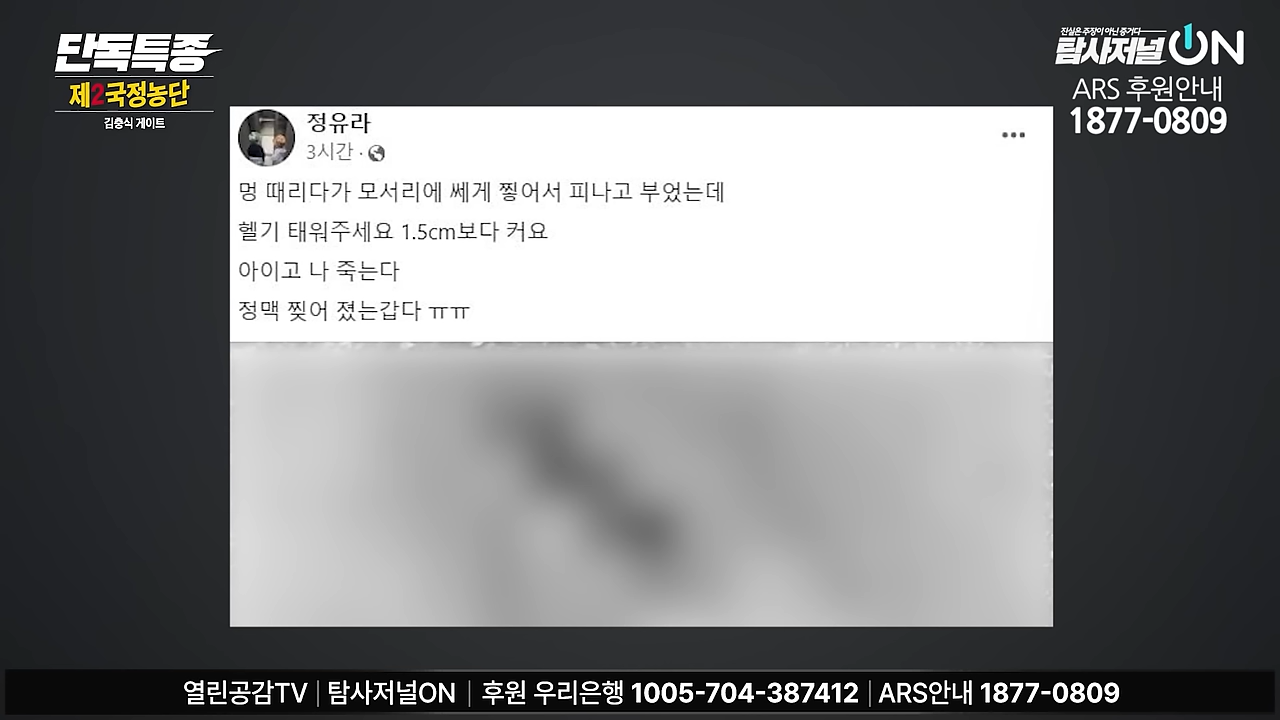 단독특종
제2국정농단
김충식 게이트
진실은 주장이 아닌 증거다
탐사저널ON
ARS 후원안내
1877-0809
정유라
3시간 ·
멍 때리다가 모서리에 쎄게 찧어서 피나고 부었는데
헬기 태워주세요 1.5cm보다 커요
아이고 나 죽는다
정맥 찢어 졌는갑다 ㅠㅠ
열린공감TV | 탐사저널ON | 후원 우리은행 1005-704-387412 | ARS안내 1877-0809